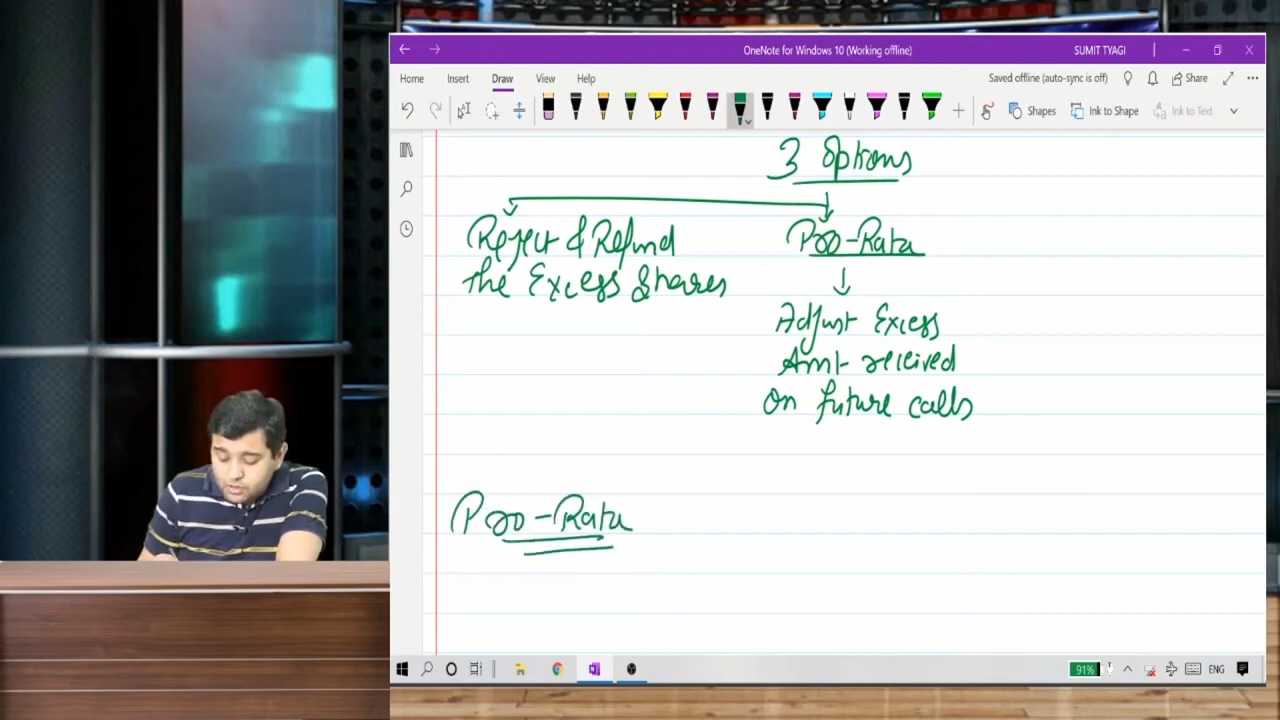 OneNote for Windows 10 (Working offline)
SUMIT TYAGI
Home Insert Draw View Help
Saved offline (auto-sync is off)
Share
Shapes
Ink to Shape
Ink to Text
3 Options
Reject & Refund
the Excess Shares
Pro-Rata
Adjust Excess
Amt received
On future calls
Pro-Rata
91%
ENG